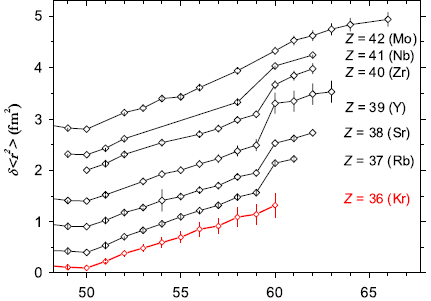 5
4
3
2
1
0
δ<r²> (fm²)
Z = 42 (Mo)
Z = 41 (Nb)
Z = 40 (Zr)
Z = 39 (Y)
Z = 38 (Sr)
Z = 37 (Rb)
Z = 36 (Kr)
50 55 60 65